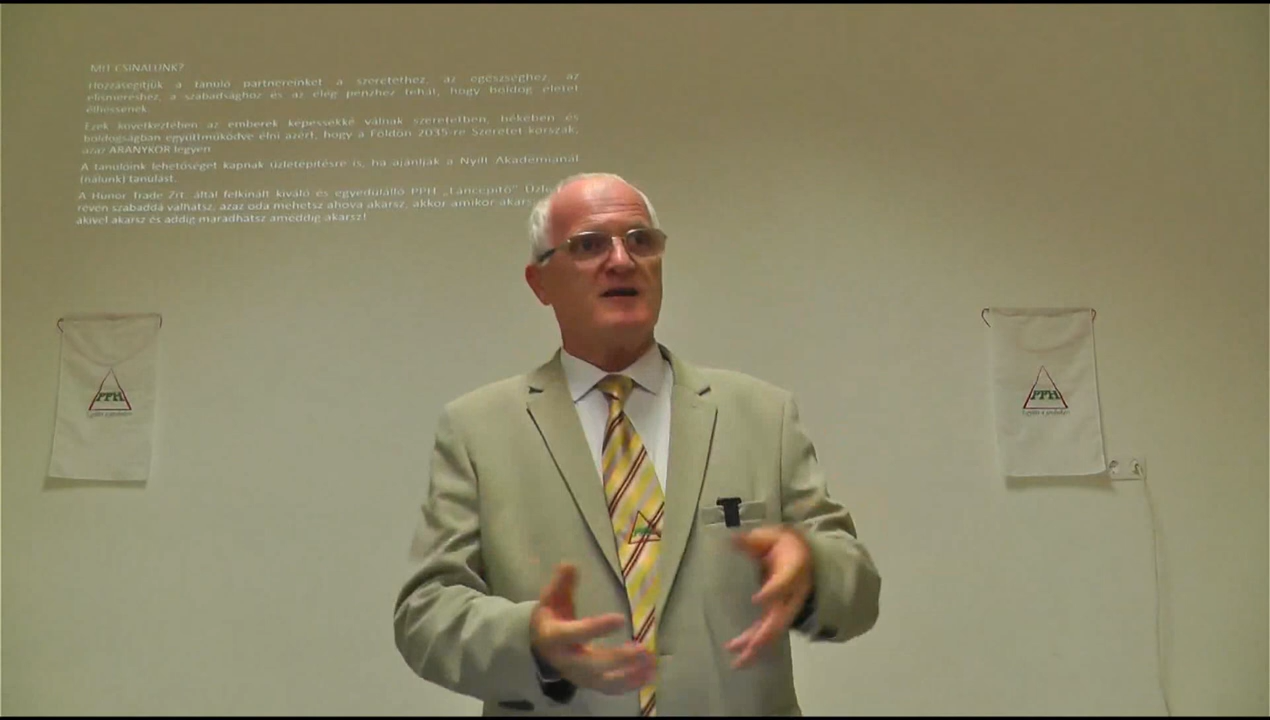 MIT CSINÁLUNK?
Hozzásegítjük a tanuló partnereinket a szeretethez, az egészséghez, az
elismeréshez, a szabadsághoz és az elég pénzhez tehát, hogy boldog életet
élhessenek.
Ezek következtében az emberek képessékké válnak szeretetben, békében és
boldogságban együttműködve élni azért, hogy a Földön 2035-re Szeretet korszak,
azaz ARANYKOR legyen.
A tanulóink lehetőséget kapnak üzletépítésre is, ha ajánlják a Nyílt Akadémiánál
(nálunk) tanulást.
A Hunor Trade Zrt. által felkínált kiváló és egyedülálló PPH „Láncépítő"
révén szabaddá válhatsz, azaz oda mehetsz ahova akarsz, akkor amikor
akivel akarsz és addig maradhatsz ameddig akarsz!
PPH
PPH